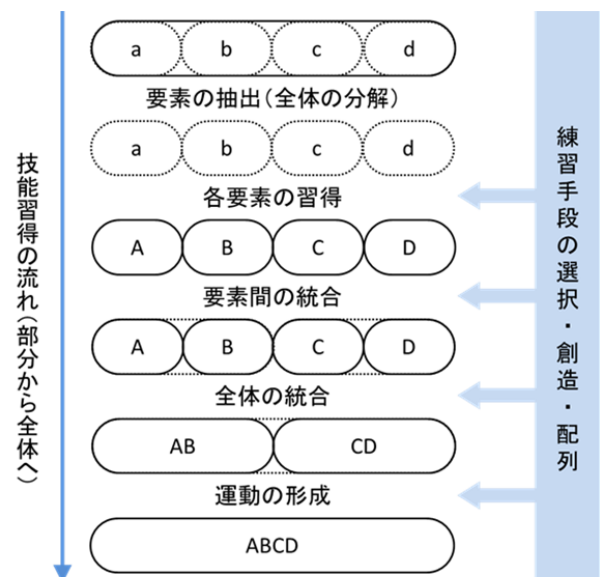 a b c d
要素の抽出(全体の分解)
a b c d
各要素の習得
A B C D
要素間の統合
A B C D
全体の統合
AB CD
運動の形成
ABCD
技能習得の流れ(部分から全体へ)
練習手段の選択・創造・配列